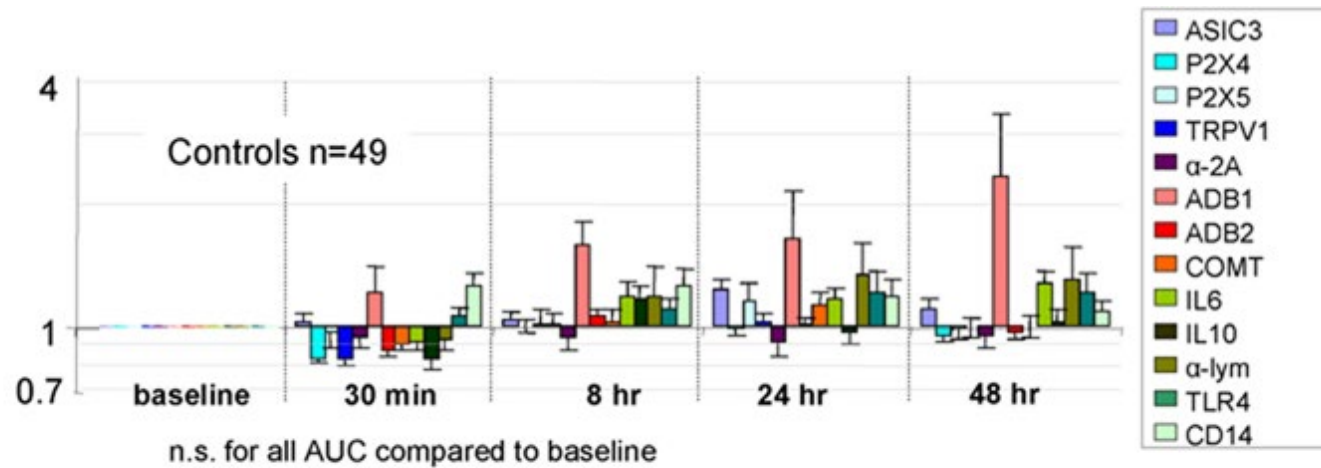 4
Controls n=49
1
0.7
baseline 30 min 8 hr 24 hr 48 hr
n.s. for all AUC compared to baseline
ASIC3
P2X4
P2X5
TRPV1
α-2A
ADB1
ADB2
COMT
IL6
IL10
α-lym
TLR4
CD14